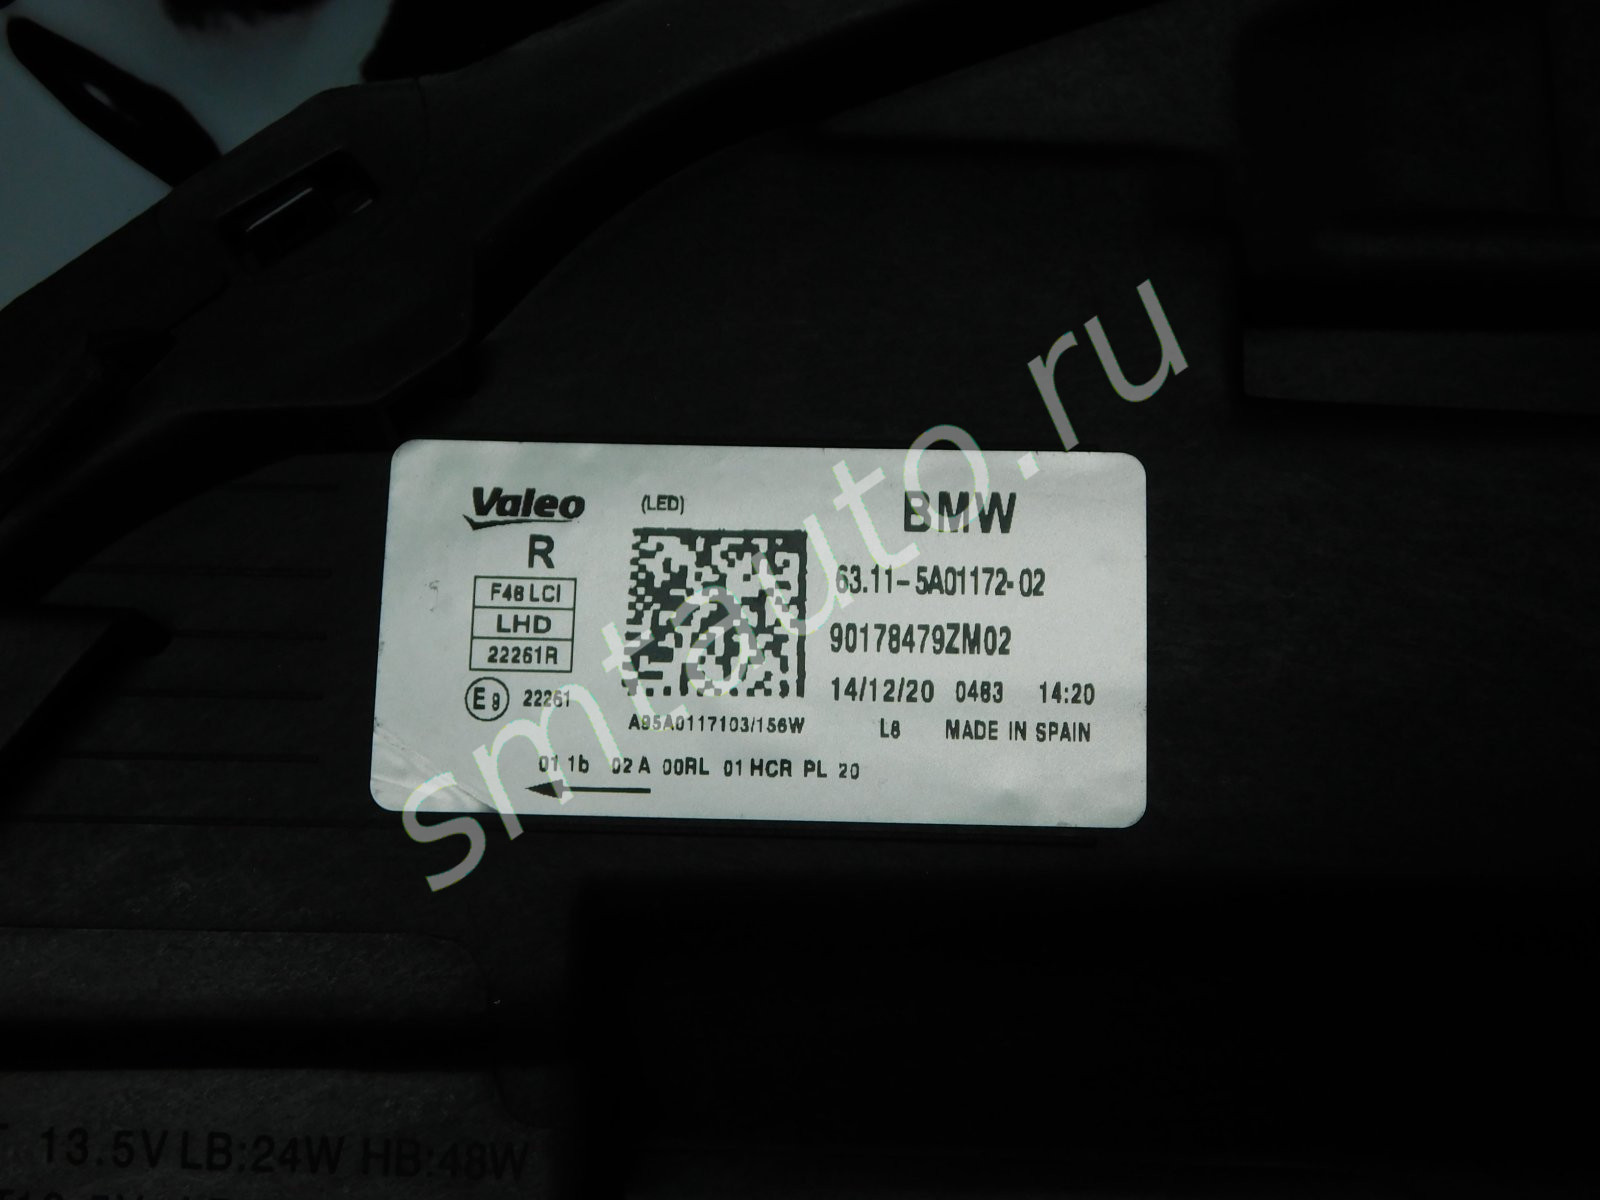 Valeo
(LED)
BMW
R
F48 LCI
LHD
22261R
E9 22261
63.11-5A01172-02
90178479ZM02
14/12/20 0483 14:20
A95A0117103/156W
L8 MADE IN SPAIN
01 1b 02A 00RL 01 HCR PL 20
smtauto.ru
13.5V LB:24W HB:48W